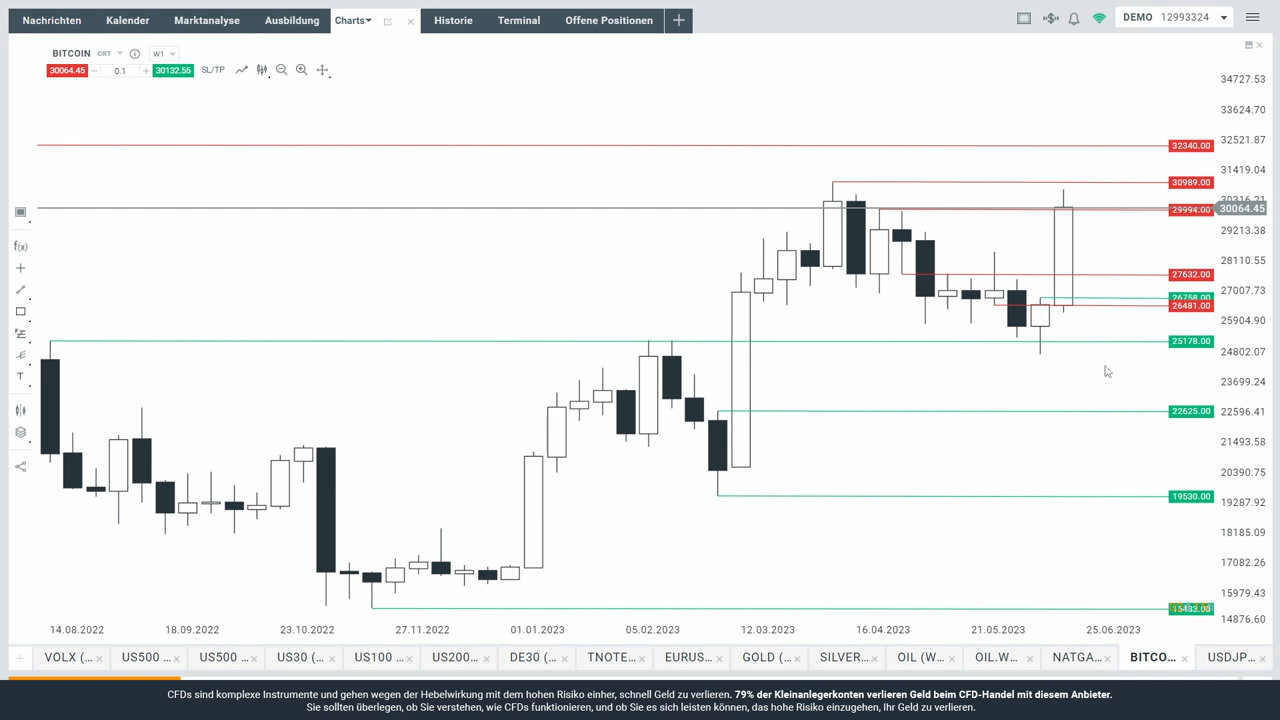 Nachrichten Kalender Marktanalyse Ausbildung Charts Historie Terminal Offene Positionen DEMO 12993324
BITCOIN CRT W1
30064.45 0.1 30132.55 SL/TP
34727.53
33624.70
32340.00 32521.87
31419.04
30989.00
29994.00 30064.45
29213.38
28110.55
27632.00
27007.73
26758.00
26481.00
25904.90
25178.00
24802.07
23699.24
22625.00 22596.41
21493.58
20390.75
19530.00 19287.92
18185.09
17082.26
15979.43
15433.00
14876.60
f(x)
T
14.08.2022 18.09.2022 23.10.2022 27.11.2022 01.01.2023 05.02.2023 12.03.2023 16.04.2023 21.05.2023 25.06.2023
VOLX (... US500 ... US500 ... US30 (... US100 ... US200... DE30 (... TNOTE... EURUS... GOLD (... SILVER... OIL (W... OIL.W... NATGA... BITCO... USDJP...
CFDs sind komplexe Instrumente und gehen wegen der Hebelwirkung mit dem hohen Risiko einher, schnell Geld zu verlieren. 79% der Kleinanlegerkonten verlieren Geld beim CFD-Handel mit diesem Anbieter.
Sie sollten überlegen, ob Sie verstehen, wie CFDs funktionieren, und ob Sie es sich leisten können, das hohe Risiko einzugehen, Ihr Geld zu verlieren.